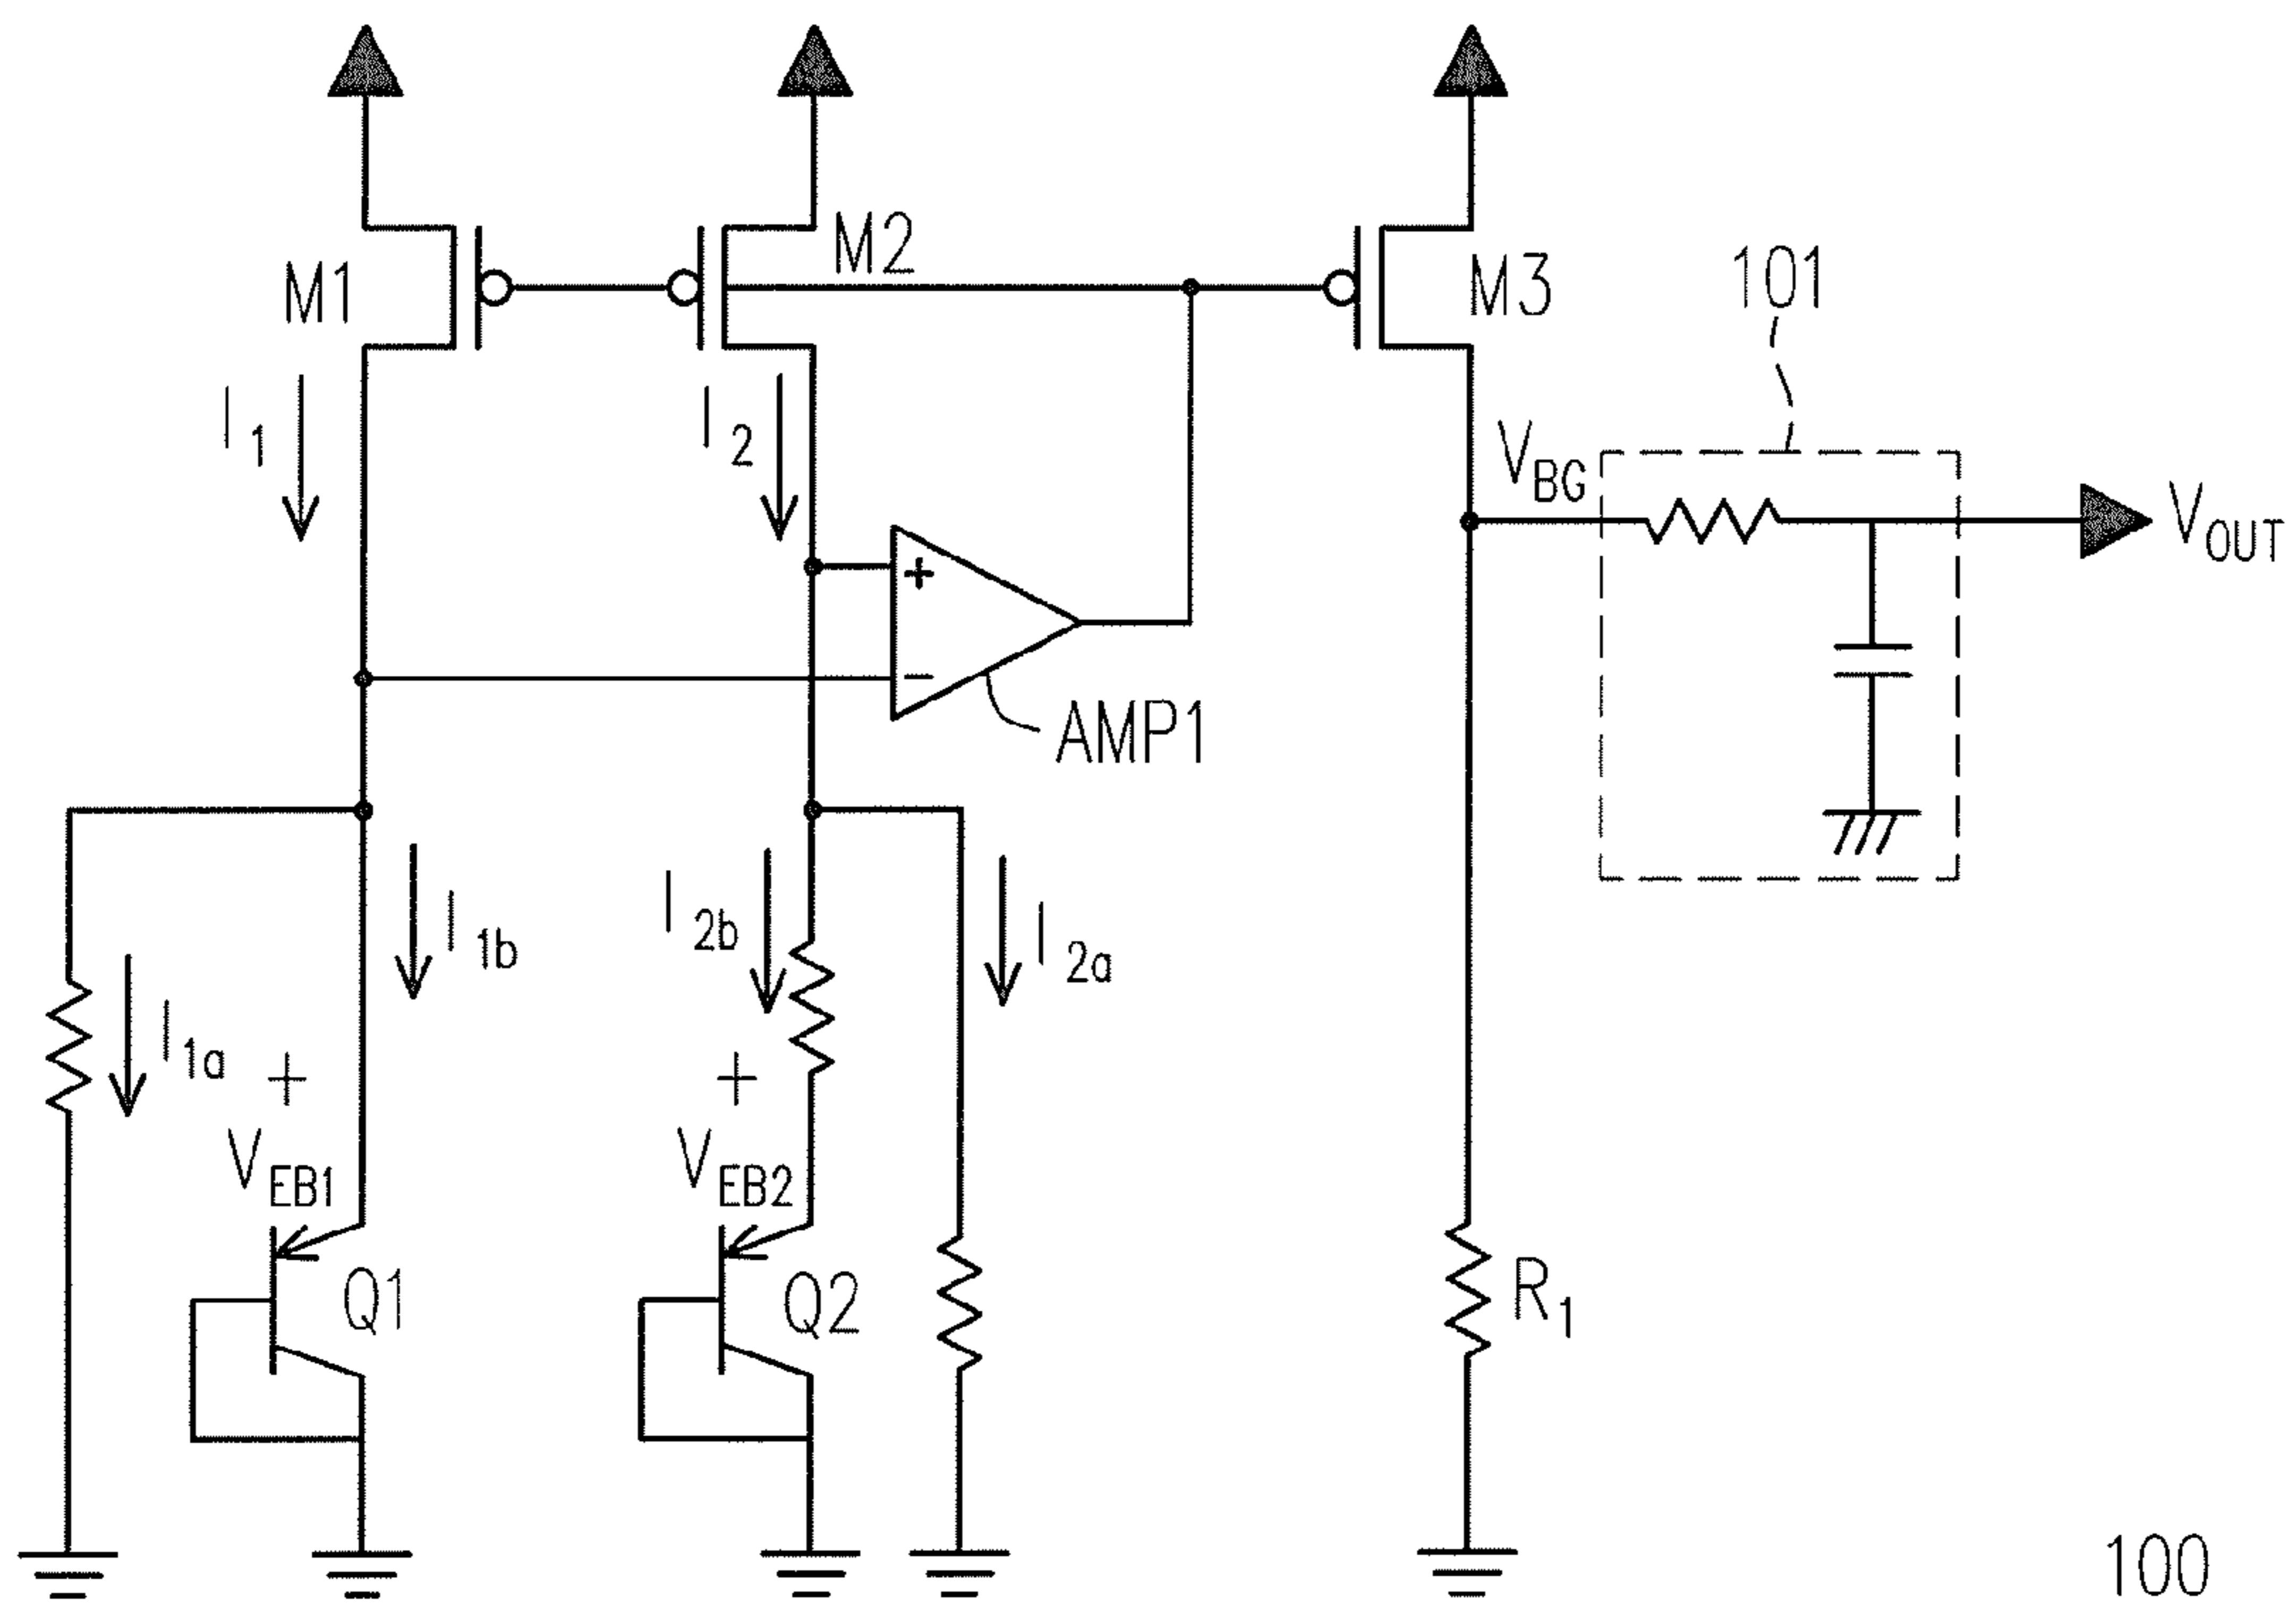 M1
M2
M3
101
I1
I2
VBG
VOUT
+
−
AMP1
I1b
I2b
I2a
I1a
+
VEB1
+
VEB2
Q1
Q2
R1
100